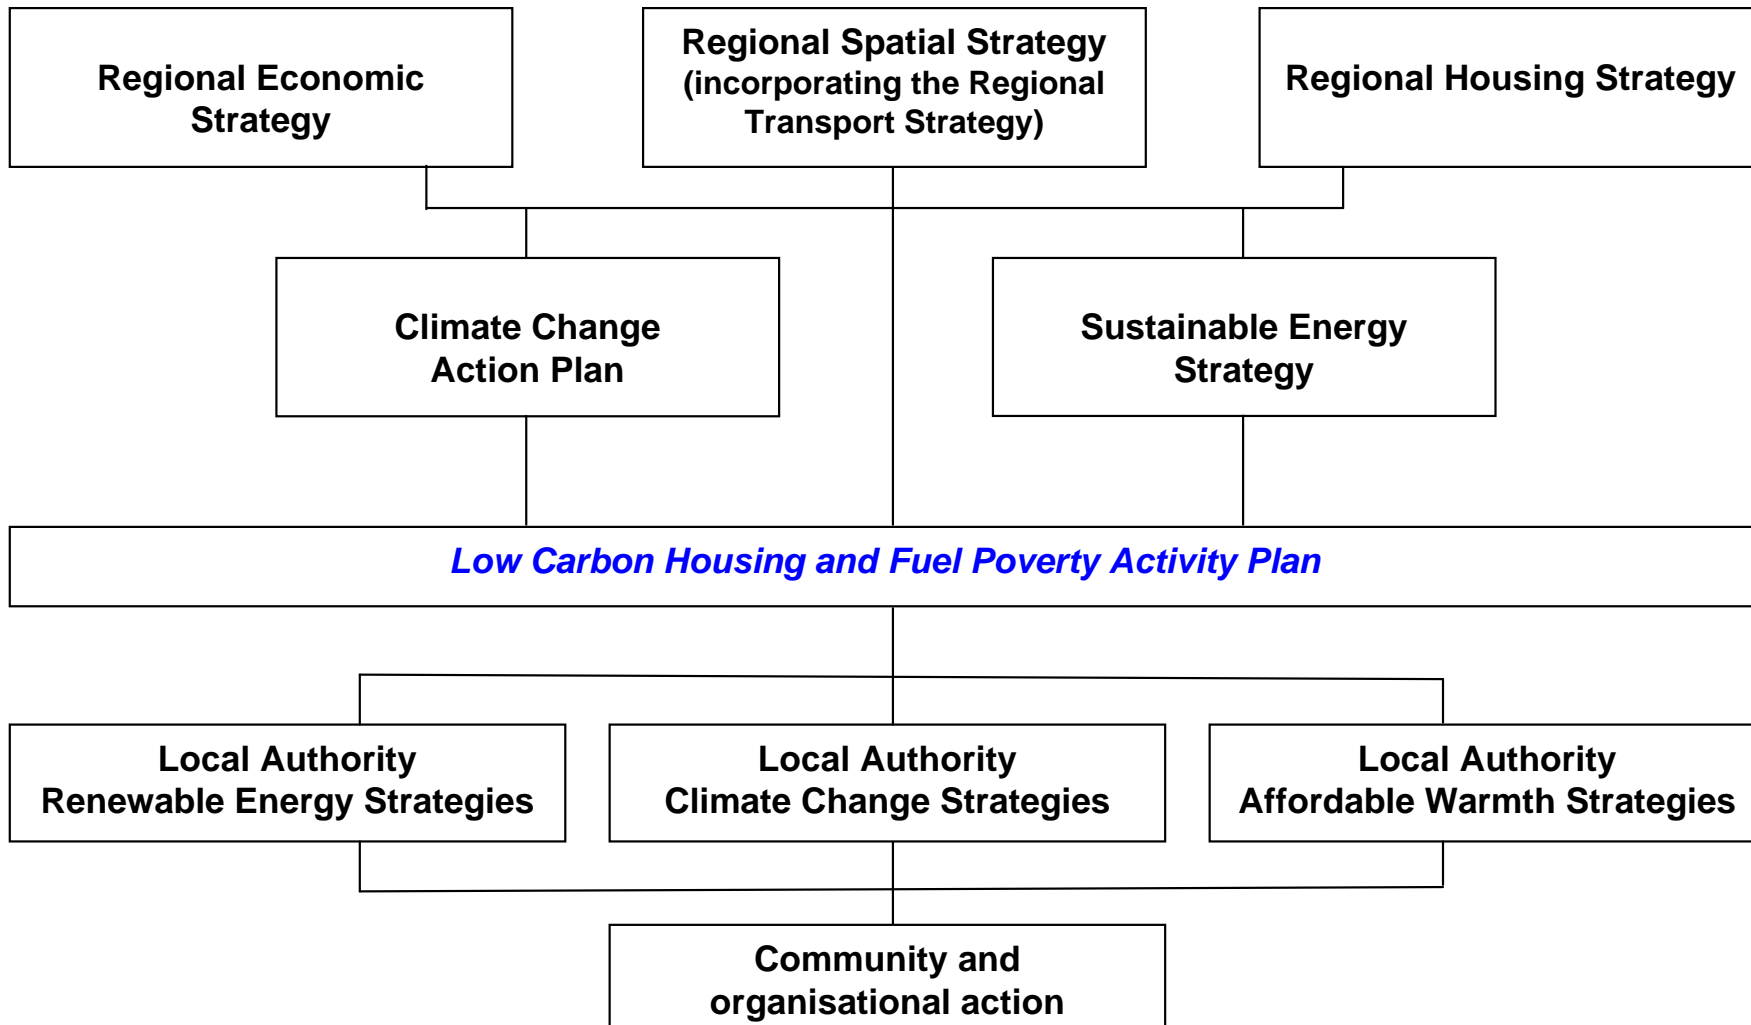 Regional Economic
Strategy
Regional Spatial Strategy
(incorporating the Regional
Transport Strategy)
Regional Housing Strategy
Climate Change
Action Plan
Sustainable Energy
Strategy
Low Carbon Housing and Fuel Poverty Activity Plan
Local Authority
Renewable Energy Strategies
Local Authority
Climate Change Strategies
Local Authority
Affordable Warmth Strategies
Community and
organisational action